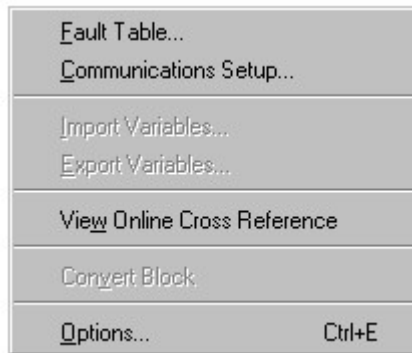 Fault Table...
Communications Setup...
Import Variables...
Export Variables...
View Online Cross Reference
Convert Block
Options... Ctrl+E